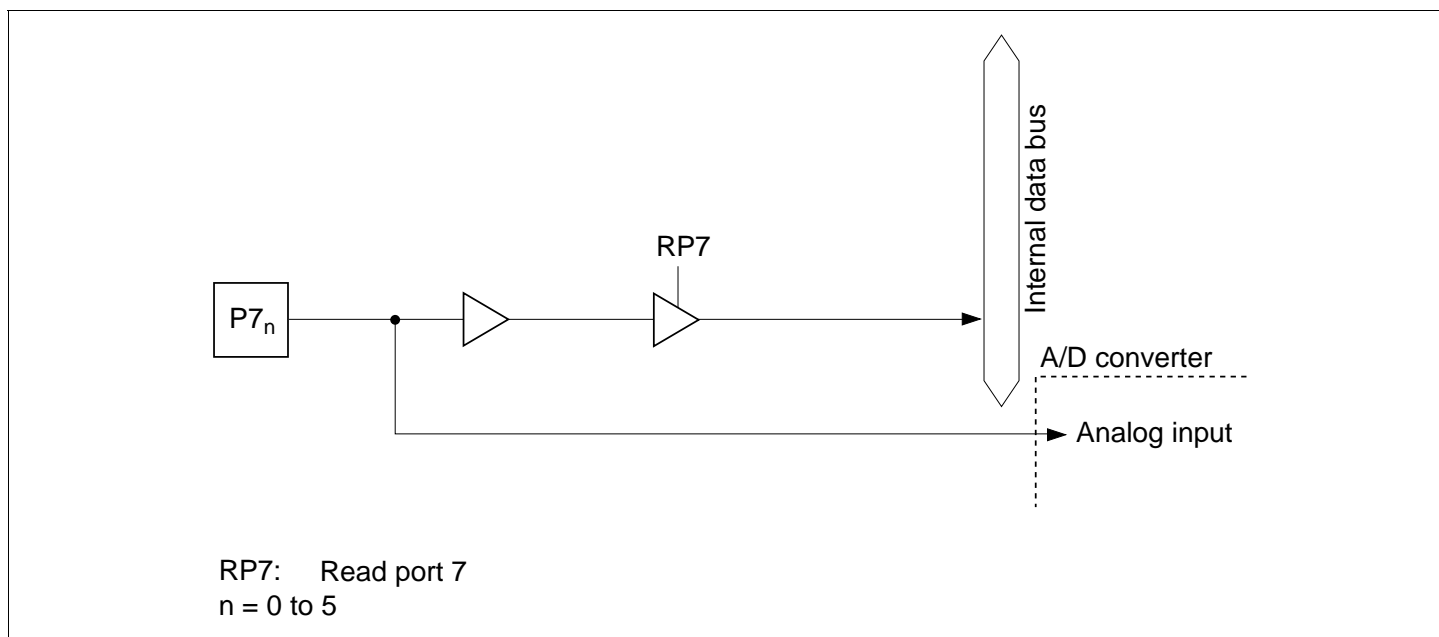 Internal data bus
RP7
P7n
A/D converter
Analog input
RP7: Read port 7
n = 0 to 5